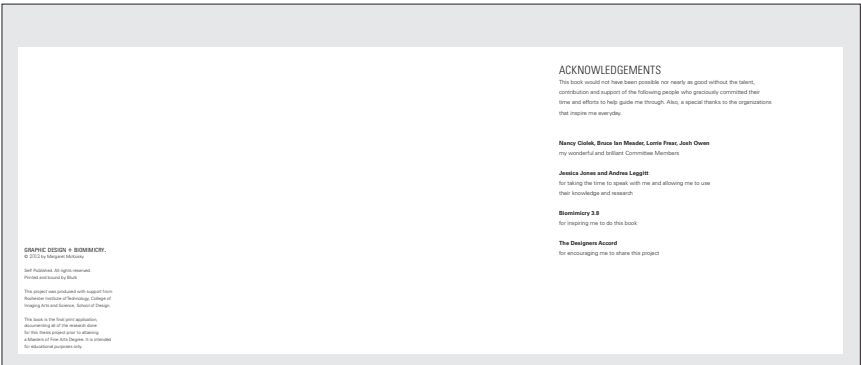 GRAPHIC DESIGN + BIOMIMICRY.
© 2012 by Margaret McKosky
Self Published. All rights reserved.
Printed and bound by Blurb
This project was produced with support from
Rochester Institute of Technology, College of
Imaging Arts and Science, School of Design.
This book is the final print application,
documenting all of the research done
for this thesis project prior to attaining
a Masters of Fine Arts Degree. It is intended
for educational purposes only.
ACKNOWLEDGEMENTS
This book would not have been possible nor nearly as good without the talent,
contribution and support of the following people who graciously committed their
time and efforts to help guide me through. Also, a special thanks to the organizations
that inspire me everyday.
Nancy Ciolek, Bruce Ian Meader, Lorrie Frear, Josh Owen
my wonderful and brilliant Committee Members
Jessica Jones and Andrea Leggitt
for taking the time to speak with me and allowing me to use
their knowledge and research
Biomimicry 3.8
for inspiring me to do this book
The Designers Accord
for encouraging me to share this project